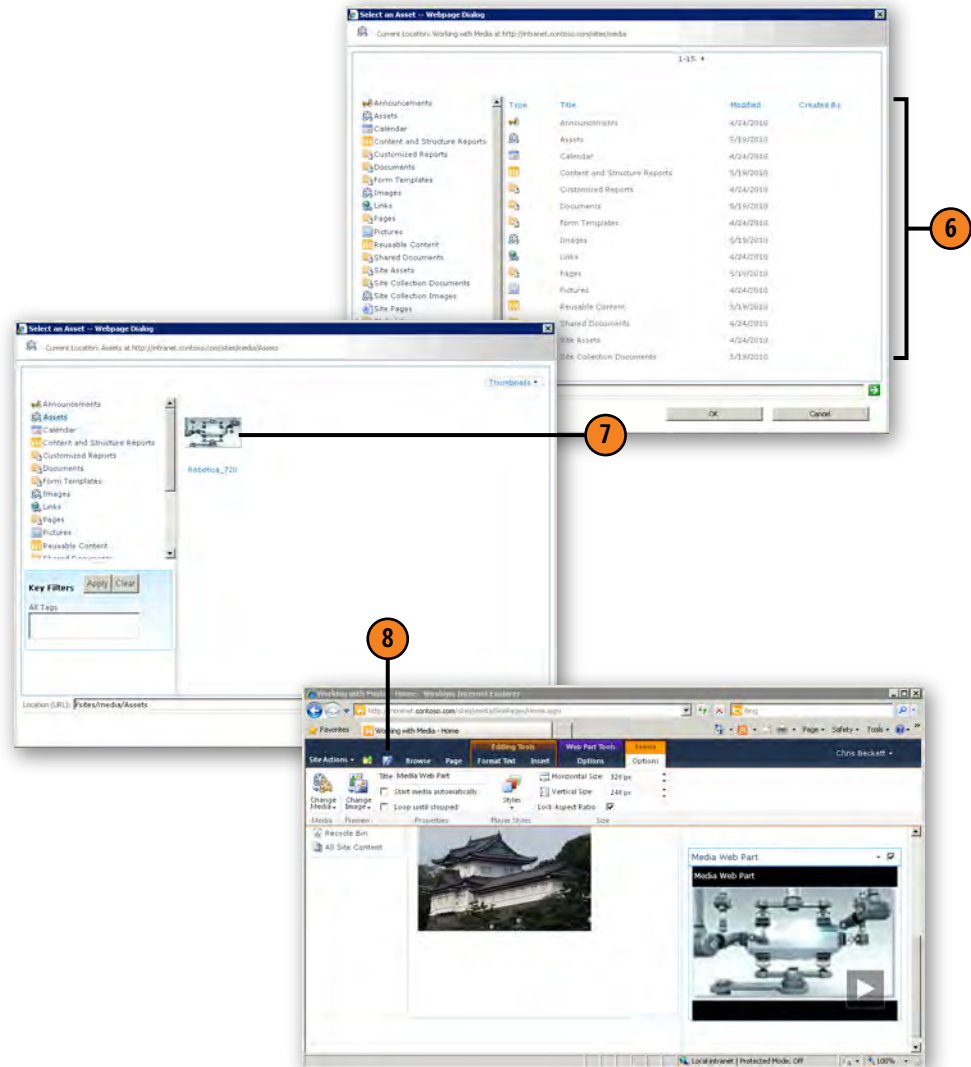 Select an Asset -- Webpage Dialog
Current Location: Working with Media at http://intranet.contoso.com/sites/media
1-15
Announcements
Assets
Calendar
Content and Structure Reports
Customized Reports
Documents
Form Templates
Images
Links
Pages
Pictures
Reusable Content
Shared Documents
Site Assets
Site Collection Documents
Site Collection Images
Site Pages
Type Title Modified Created By
Announcements 4/24/2010
Assets 5/19/2010
Calendar 4/24/2010
Content and Structure Reports 5/19/2010
Customized Reports 4/24/2010
Documents 5/19/2010
Form Templates 4/24/2010
Images 5/19/2010
Links 4/24/2010
Pages 5/19/2010
Pictures 4/24/2010
Reusable Content 5/19/2010
Shared Documents 4/24/2010
Site Assets 4/24/2010
Site Collection Documents 5/19/2010
OK Cancel
6
Select an Asset -- Webpage Dialog
Current Location: Assets at http://intranet.contoso.com/sites/media/Assets
Thumbnails
Announcements
Assets
Calendar
Content and Structure Reports
Customized Reports
Documents
Form Templates
Images
Links
Pages
Pictures
Reusable Content
Shared Documents
Robotica_720
7
Key Filters Apply Clear
All Tags
Location (URL): /sites/media/Assets
8
Working with Media - Home - Windows Internet Explorer
http://intranet.contoso.com/sites/media/SitePages/Home.aspx
Bing
Favorites Working with Media - Home
Page Safety Tools
Editing Tools Web Part Tools
Chris Beckett
Site Actions Browse Page Format Text Insert Options Options
Change Media
Change Image
Title Media Web Part
Start media automatically
Loop until stopped
Styles
Horizontal Size 320 px
Vertical Size 240 px
Lock Aspect Ratio
Media Preview Properties Player Styles Size
Recycle Bin
All Site Content
Media Web Part
Media Web Part
Local intranet | Protected Mode: Off 100%